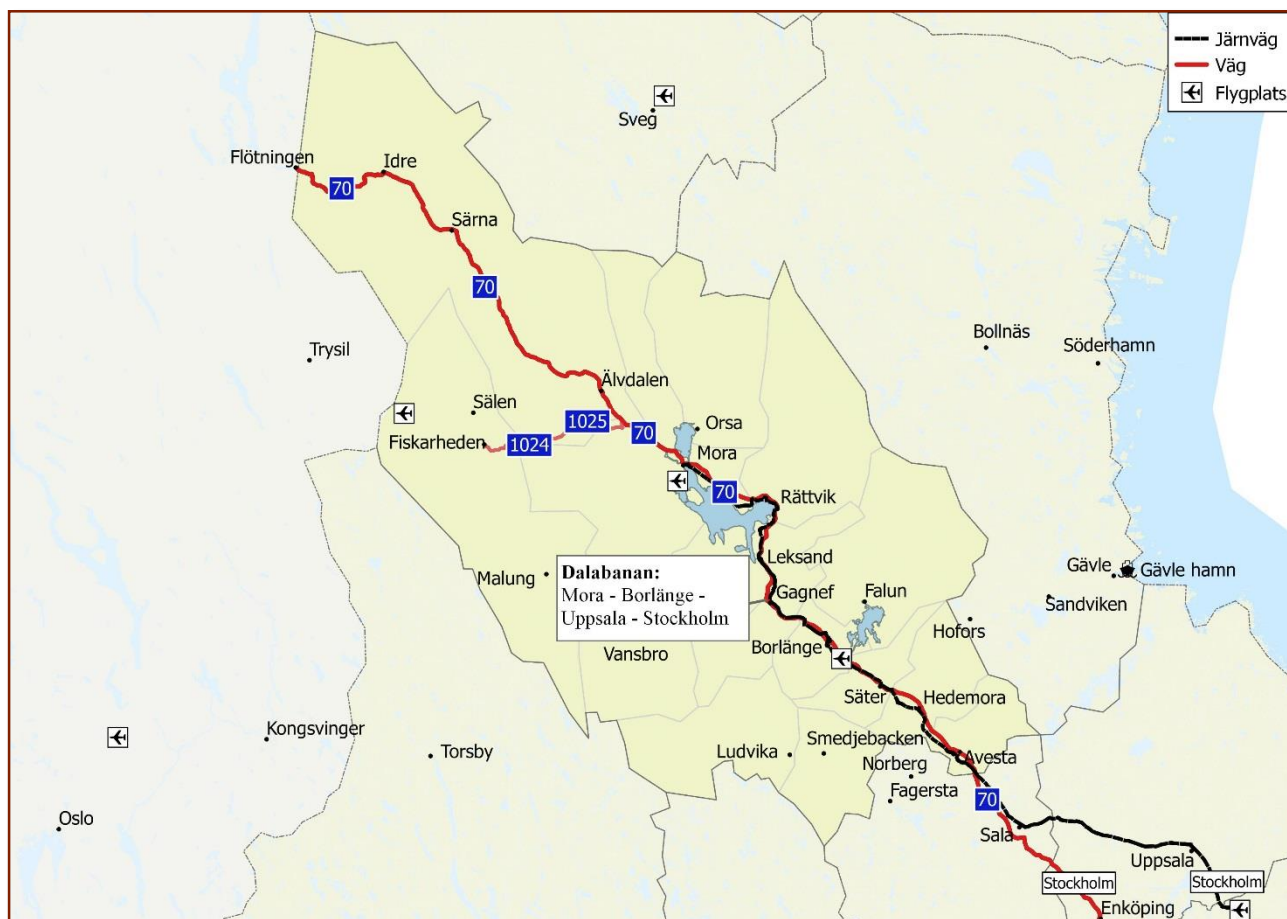 Järnväg
Väg
Flygplats
Sveg
Flötningen
Idre
70
Särna
70
Trysil
Bollnäs
Söderhamn
Älvdalen
Sälen
1025
70
Orsa
Fiskarheden
1024
Mora
70
Rättvik
Leksand
Malung
Dalabanan:
Mora - Borlänge -
Uppsala - Stockholm
Gagnef
Falun
Gävle
Gävle hamn
Sandviken
Hofors
Vansbro
Borlänge
Säter
Hedemora
Kongsvinger
Torsby
Ludvika
Smedjebacken
Avesta
Norberg
Fagersta
70
Oslo
Sala
Uppsala
Stockholm
Stockholm
Enköping